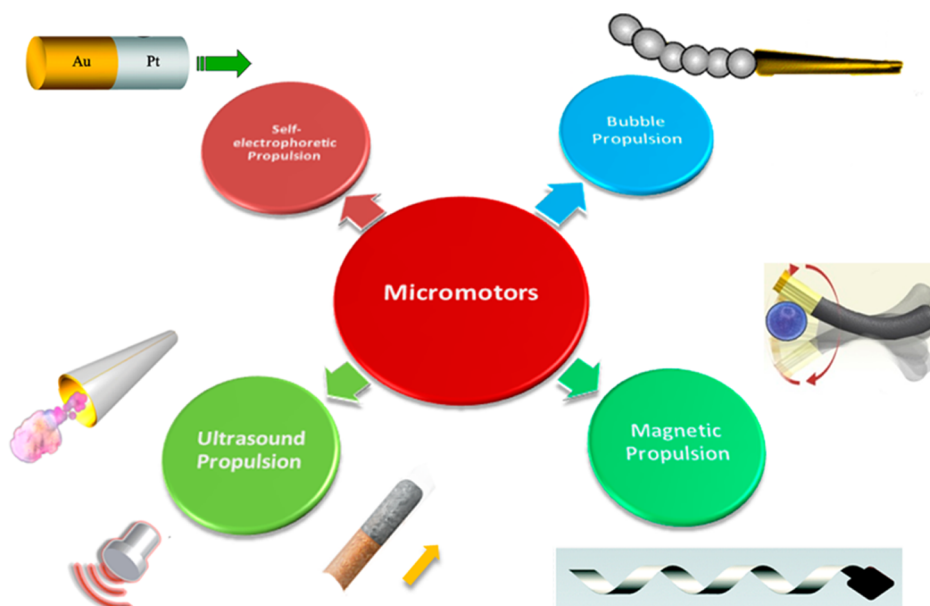 Au Pt
Self-
electrophoretic
Propulsion
Bubble
Propulsion
Micromotors
Ultrasound
Propulsion
Magnetic
Propulsion